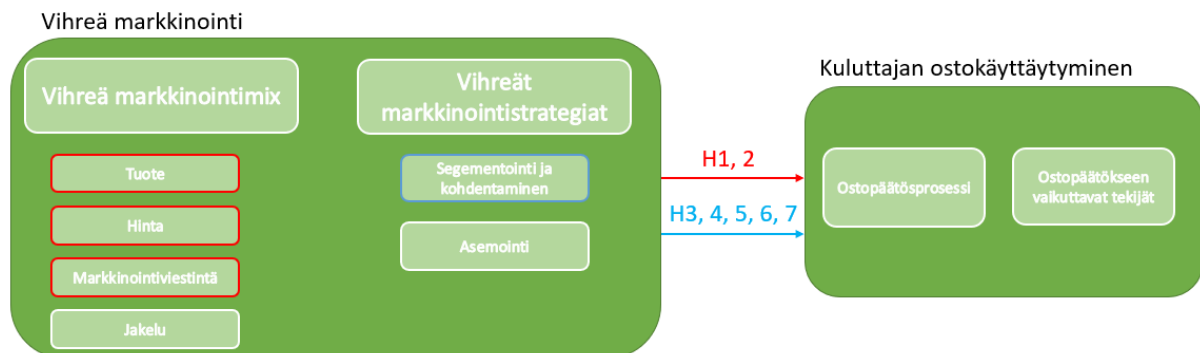 Vihreä markkinointi
Vihreä markkinointimix
Tuote
Hinta
Markkinointiviestintä
Jakelu
Vihreät
markkinointistrategiat
Segementointi ja
kohdentaminen
Asemointi
H1, 2
H3, 4, 5, 6, 7
Kuluttajan ostokäyttäytyminen
Ostopäätösprosessi
Ostopäätökseen
vaikuttavat tekijät